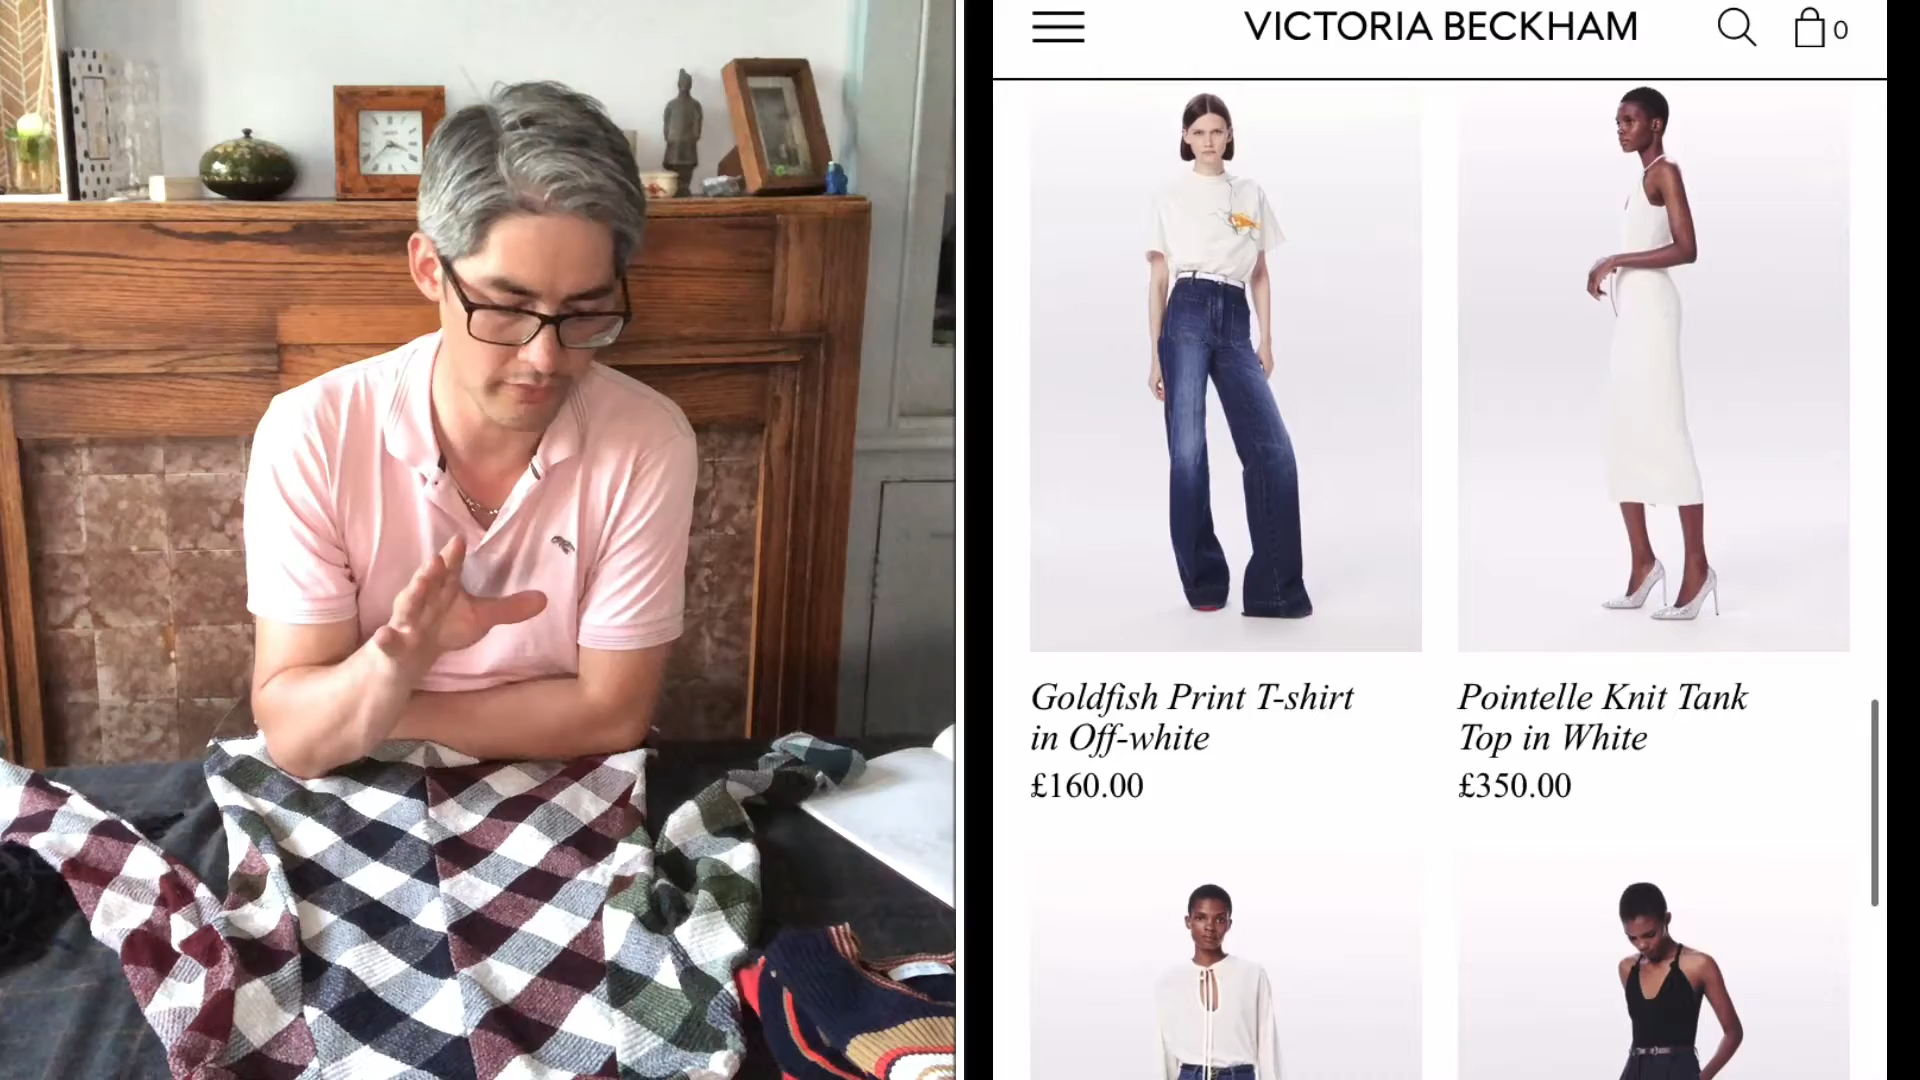 VICTORIA BECKHAM
0
Goldfish Print T-shirt
in Off-white
£160.00
Pointelle Knit Tank
Top in White
£350.00